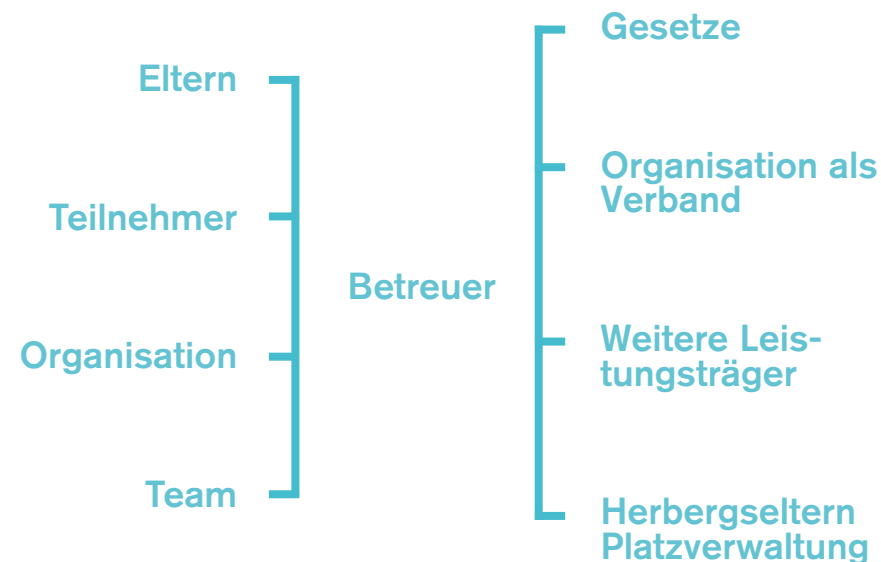 Eltern
Teilnehmer
Organisation
Team
Betreuer
Gesetze
Organisation als
Verband
Weitere Leis-
tungsträger
Herbergseltern
Platzverwaltung